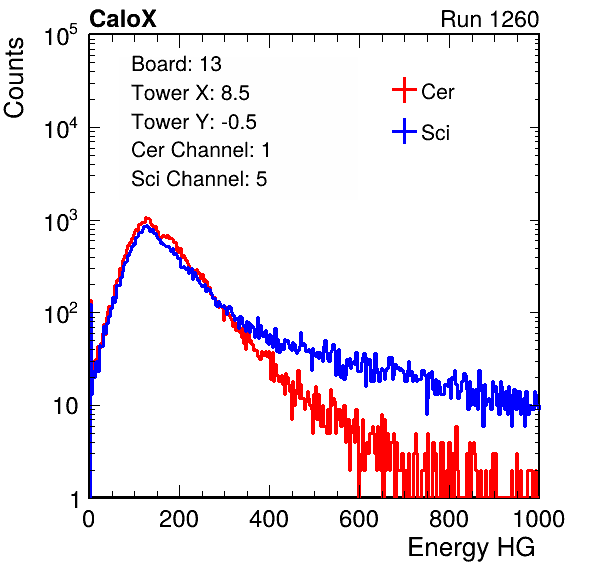 CaloX Run 1260
Counts
10^5
10^4
10^3
10^2
10
1
Board: 13
Tower X: 8.5
Tower Y: -0.5
Cer Channel: 1
Sci Channel: 5
Cer
Sci
0 200 400 600 800 1000
Energy HG